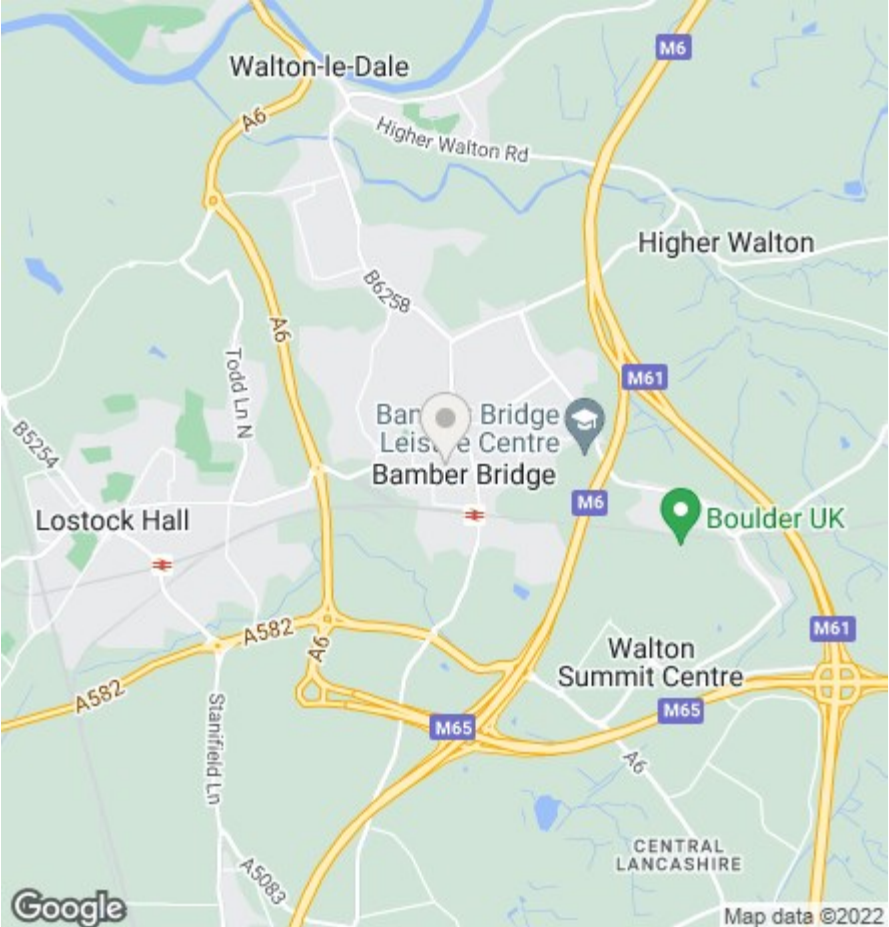 M6
Walton-le-Dale
A6
Higher Walton Rd
Higher Walton
B6258
A6
Todd Ln N
M61
Bridge
Leisure Centre
B5254
Bamber Bridge
M6
Lostock Hall
Boulder UK
A582
A6
M61
Walton
Summit Centre
A582
Stanifield Ln
M65
M65
A6
CENTRAL
LANCASHIRE
A5083
Google
Map data ©2022